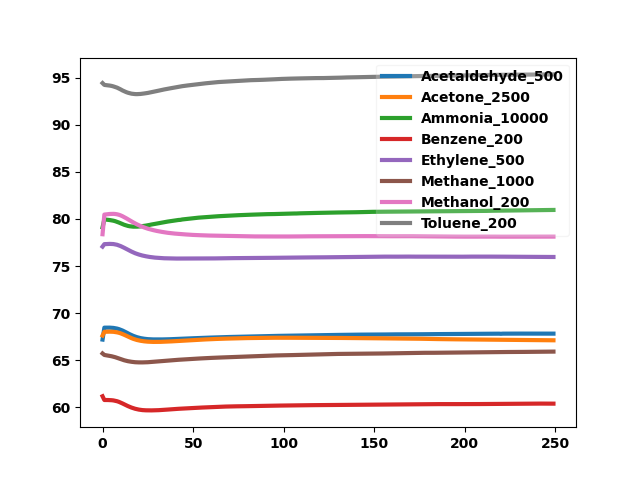 95
90
85
80
75
70
65
60
0 50 100 150 200 250
Acetaldehyde_500
Acetone_2500
Ammonia_10000
Benzene_200
Ethylene_500
Methane_1000
Methanol_200
Toluene_200